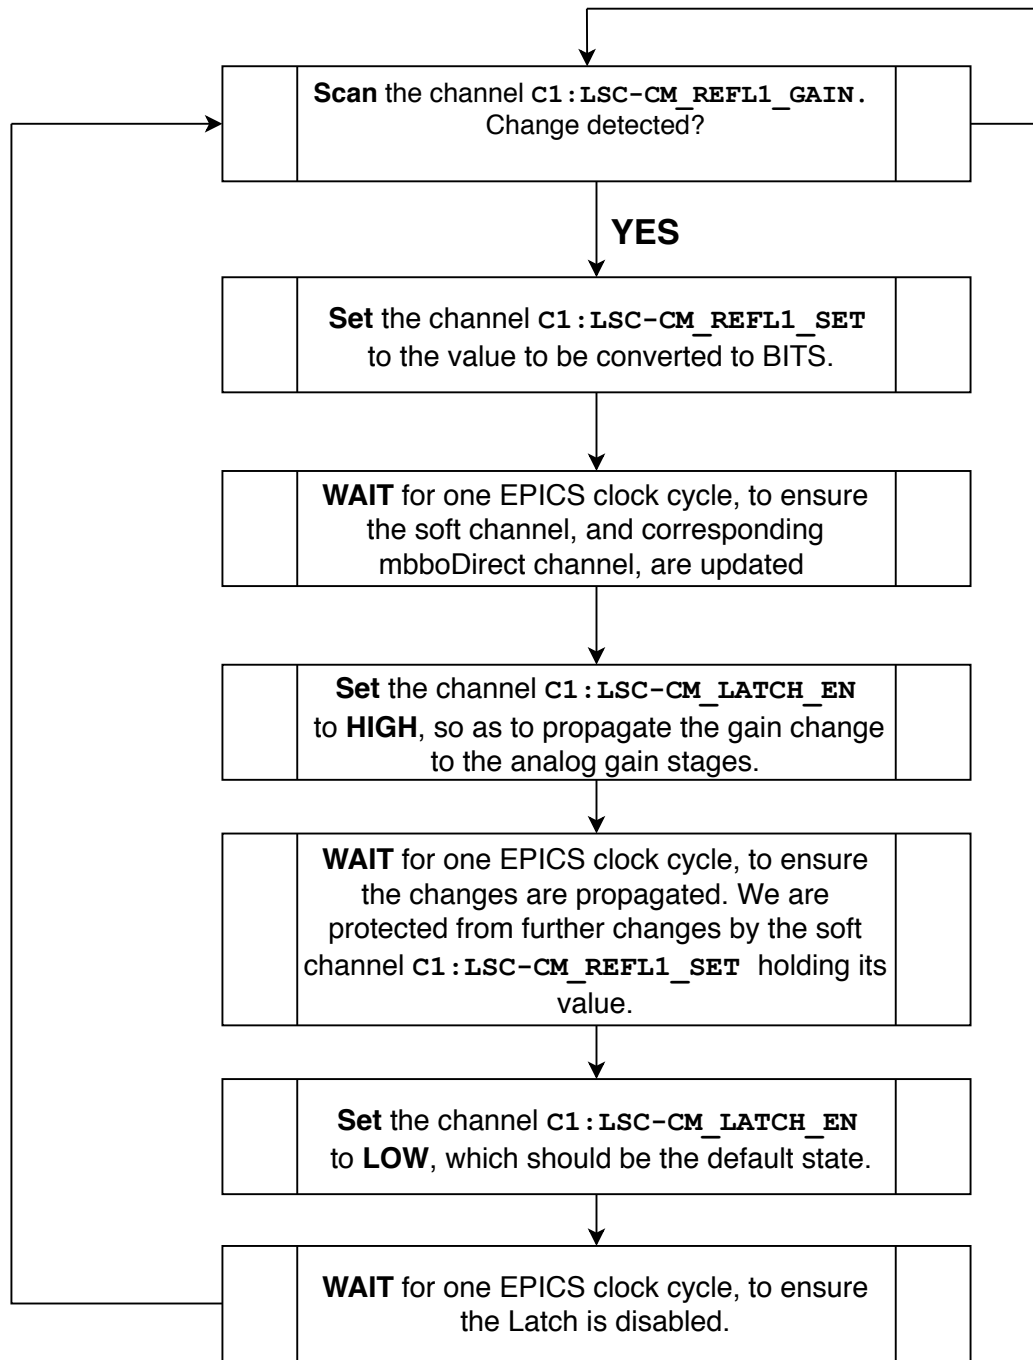 Scan the channel C1:LSC-CM_REFL1_GAIN.
Change detected?
YES
Set the channel C1:LSC-CM_REFL1_SET
to the value to be converted to BITS.
WAIT for one EPICS clock cycle, to ensure
the soft channel, and corresponding
mbboDirect channel, are updated
Set the channel C1:LSC-CM_LATCH_EN
to HIGH, so as to propagate the gain change
to the analog gain stages.
WAIT for one EPICS clock cycle, to ensure
the changes are propagated. We are
protected from further changes by the soft
channel C1:LSC-CM_REFL1_SET holding its
value.
Set the channel C1:LSC-CM_LATCH_EN
to LOW, which should be the default state.
WAIT for one EPICS clock cycle, to ensure
the Latch is disabled.